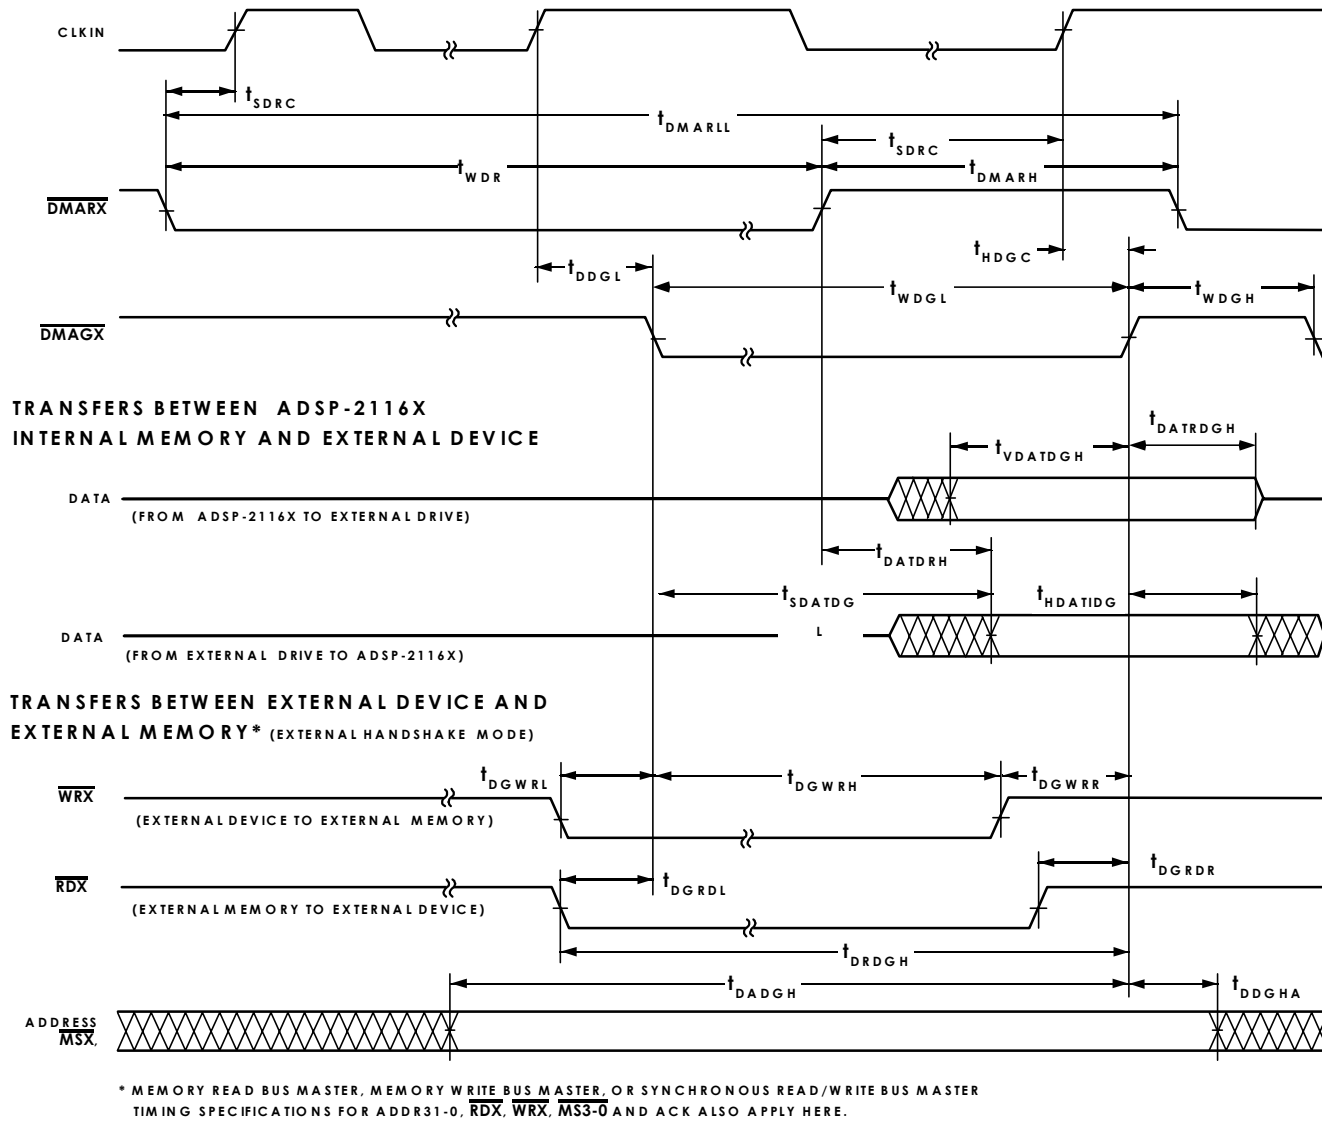 CLKIN
tSDRC
tDMARLL
tSDRC
tWDR
tDMARH
DMARX
tHDGC
tDDGL
tWDGL
tWDGH
DMAGX
TRANSFERS BETWEEN ADSP-2116X
INTERNAL MEMORY AND EXTERNAL DEVICE
tDATRDGH
tVDATDGH
DATA
(FROM ADSP-2116X TO EXTERNAL DRIVE)
tDATDRH
tSDATDG
L
tHDATIDG
DATA
(FROM EXTERNAL DRIVE TO ADSP-2116X)
TRANSFERS BETWEEN EXTERNAL DEVICE AND
EXTERNAL MEMORY* (EXTERNAL HANDSHAKE MODE)
tDGWRL
tDGWRH
tDGWRR
WRX
(EXTERNAL DEVICE TO EXTERNAL MEMORY)
tDGRDR
RDX
tDGRDL
(EXTERNAL MEMORY TO EXTERNAL DEVICE)
tDRDGH
tDADGH
tDDGHA
ADDRESS
MSX,
* MEMORY READ BUS MASTER, MEMORY WRITE BUS MASTER, OR SYNCHRONOUS READ/WRITE BUS MASTER
TIMING SPECIFICATIONS FOR ADDR31-0, RDX, WRX, MS3-0 AND ACK ALSO APPLY HERE.